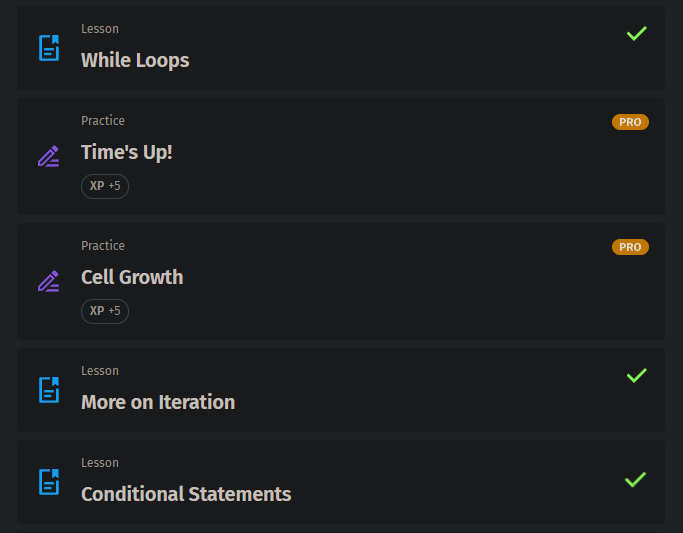 Lesson
While Loops
Practice
PRO
Time's Up!
XP +5
Practice
PRO
Cell Growth
XP +5
Lesson
More on Iteration
Lesson
Conditional Statements